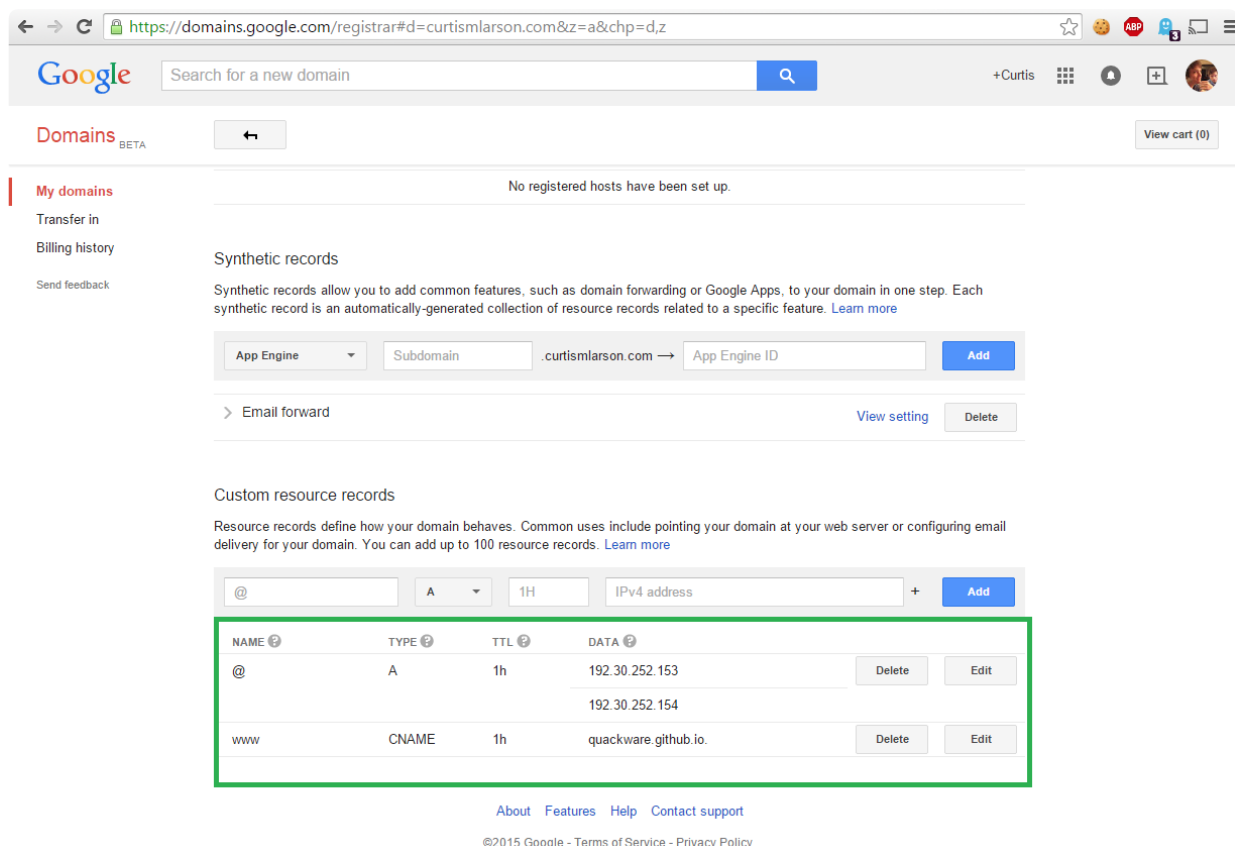 https://domains.google.com/registrar#d=curtismlarson.com&z=a&chp=d,z
ABP
3
Google
Search for a new domain
+Curtis
Domains BETA
View cart (0)
My domains
Transfer in
Billing history
Send feedback
No registered hosts have been set up.
Synthetic records
Synthetic records allow you to add common features, such as domain forwarding or Google Apps, to your domain in one step. Each
synthetic record is an automatically-generated collection of resource records related to a specific feature. Learn more
App Engine Subdomain .curtismlarson.com → App Engine ID Add
Email forward View setting Delete
Custom resource records
Resource records define how your domain behaves. Common uses include pointing your domain at your web server or configuring email
delivery for your domain. You can add up to 100 resource records. Learn more
@ A 1H IPv4 address + Add
NAME ? TYPE ? TTL ? DATA ?
@ A 1h 192.30.252.153 Delete Edit
192.30.252.154
www CNAME 1h quackware.github.io. Delete Edit
About Features Help Contact support
©2015 Google - Terms of Service - Privacy Policy